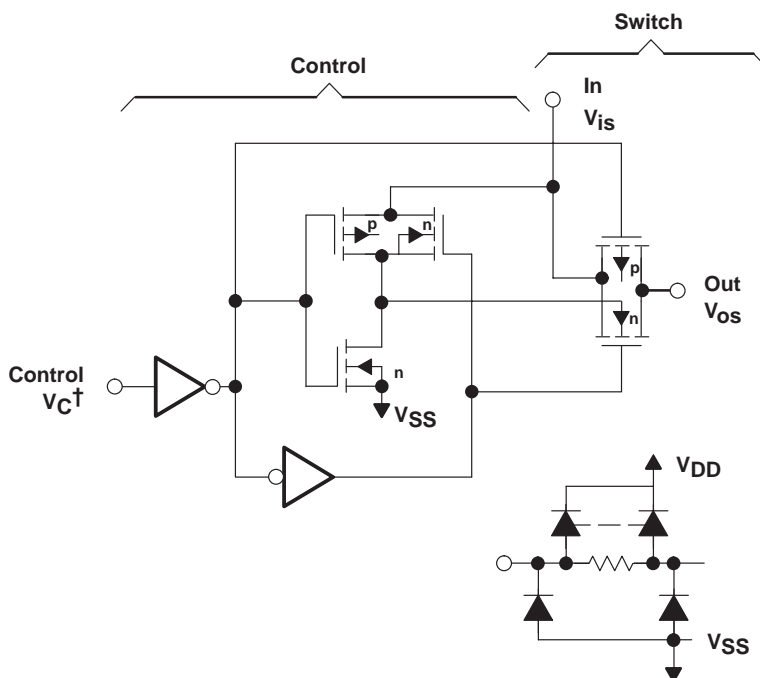 Switch
Control
In
Vis
p
n
p
n
Out
Vos
n
Control
VC†
VSS
VDD
VSS